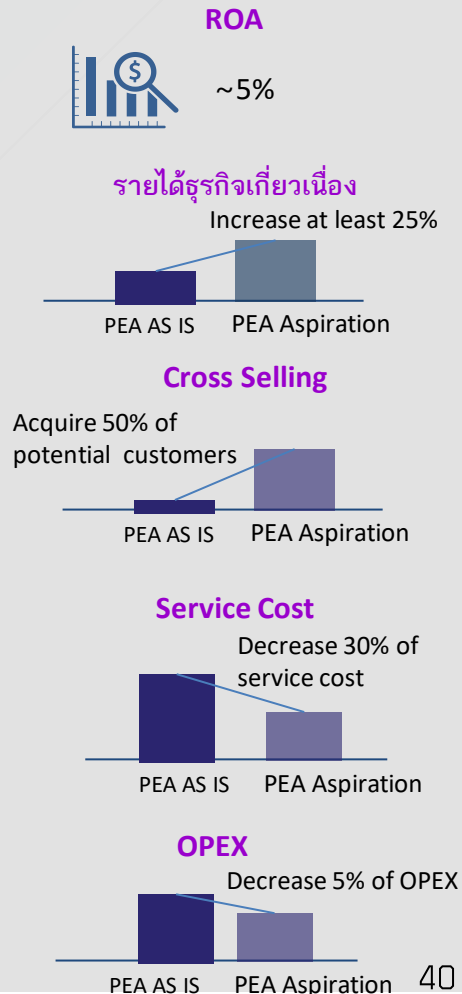 ROA
$
~5%
รายได้ธุรกิจเกี่ยวเนื่อง
Increase at least 25%
PEA AS IS PEA Aspiration
Cross Selling
Acquire 50% of
potential customers
PEA AS IS PEA Aspiration
Service Cost
Decrease 30% of
service cost
PEA AS IS PEA Aspiration
OPEX
Decrease 5% of OPEX
PEA AS IS PEA Aspiration
40